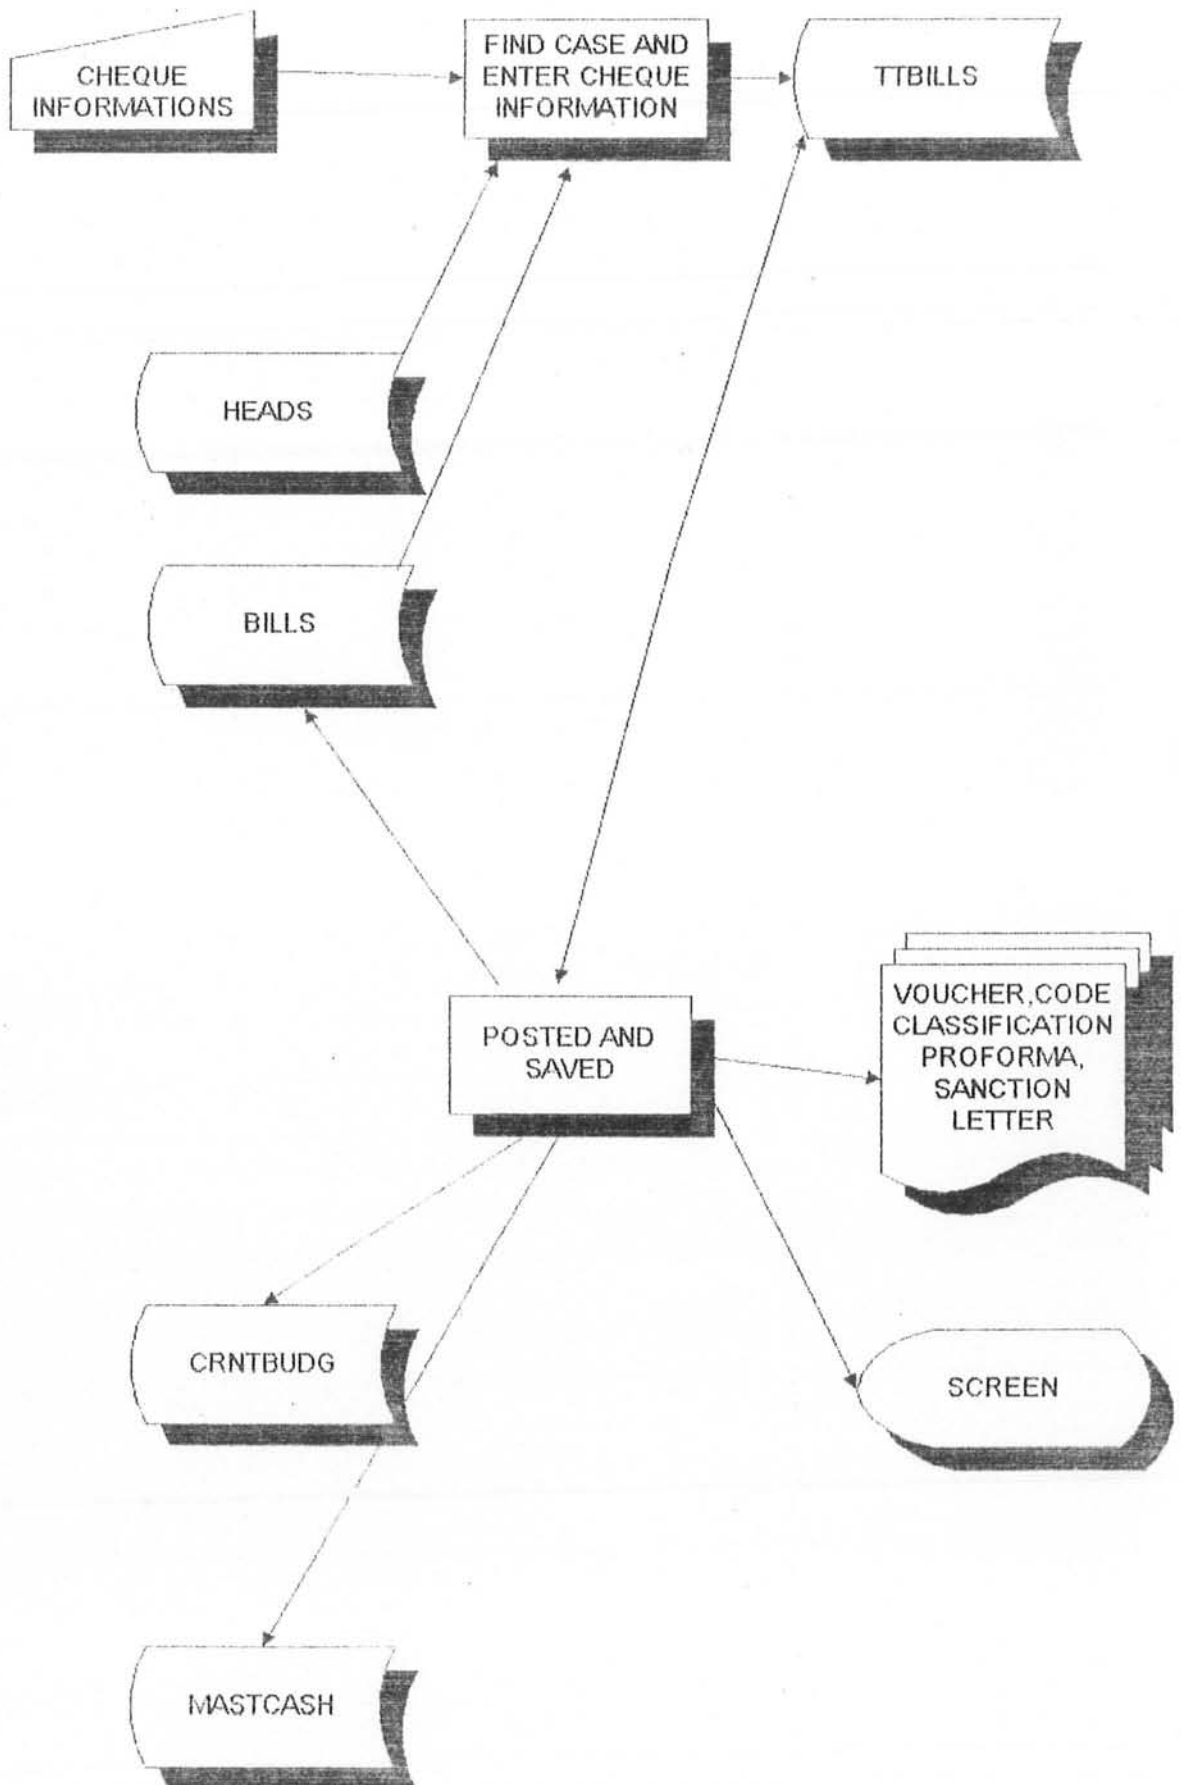 CHEQUE
INFORMATIONS
FIND CASE AND
ENTER CHEQUE
INFORMATION
TTBILLS
HEADS
BILLS
POSTED AND
SAVED
VOUCHER,CODE
CLASSIFICATION
PROFORMA,
SANCTION
LETTER
CRNTBUDG
SCREEN
MASTCASH